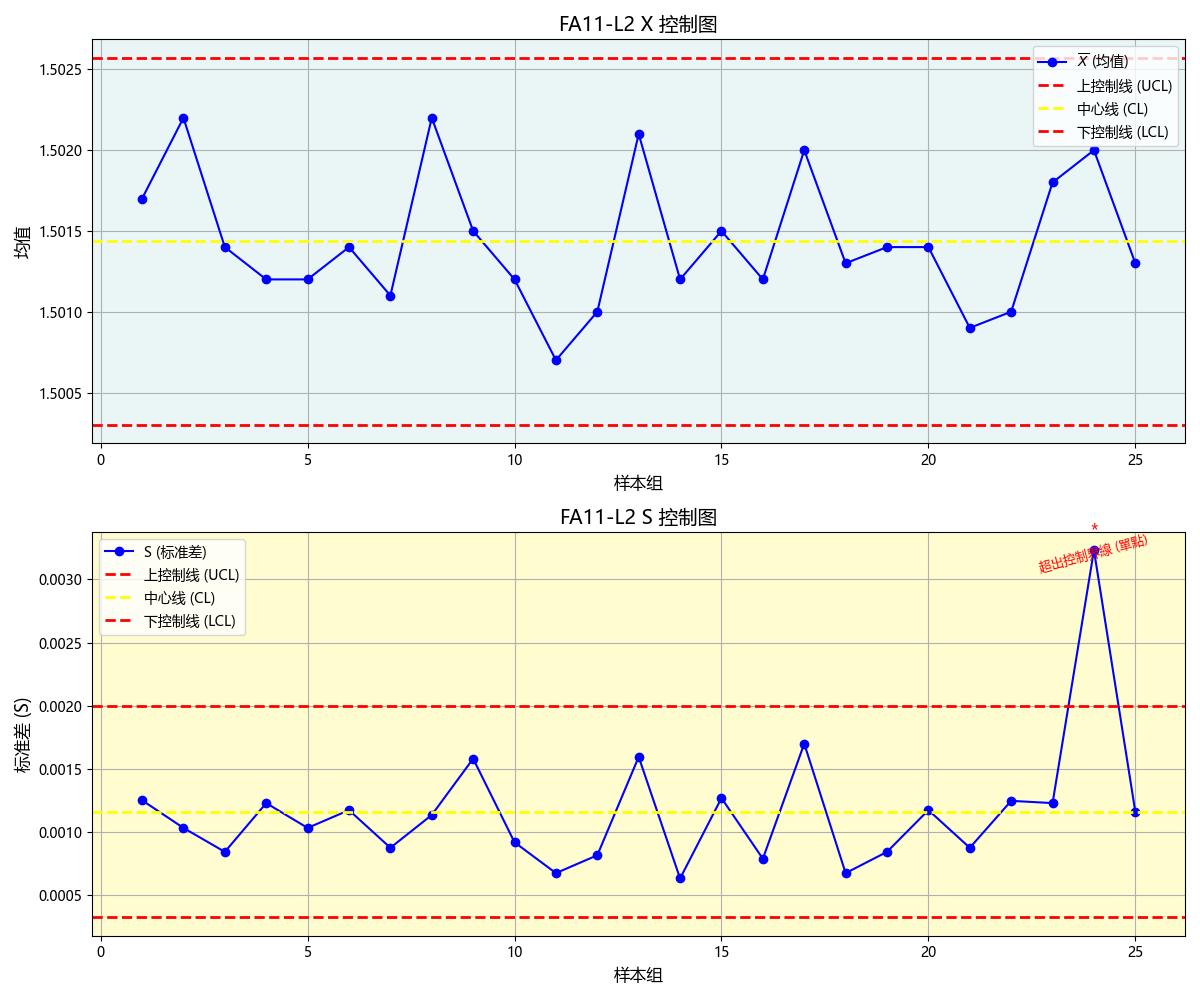 FA11-L2 X 控制图
X (均值)
上控制线 (UCL)
中心线 (CL)
下控制线 (LCL)
均值
1.5025
1.5020
1.5015
1.5010
1.5005
0 5 10 15 20 25
样本组
FA11-L2 S 控制图
*
超出控制界線 (單點)
S (标准差)
上控制线 (UCL)
中心线 (CL)
下控制线 (LCL)
标准差 (S)
0.0030
0.0025
0.0020
0.0015
0.0010
0.0005
0 5 10 15 20 25
样本组